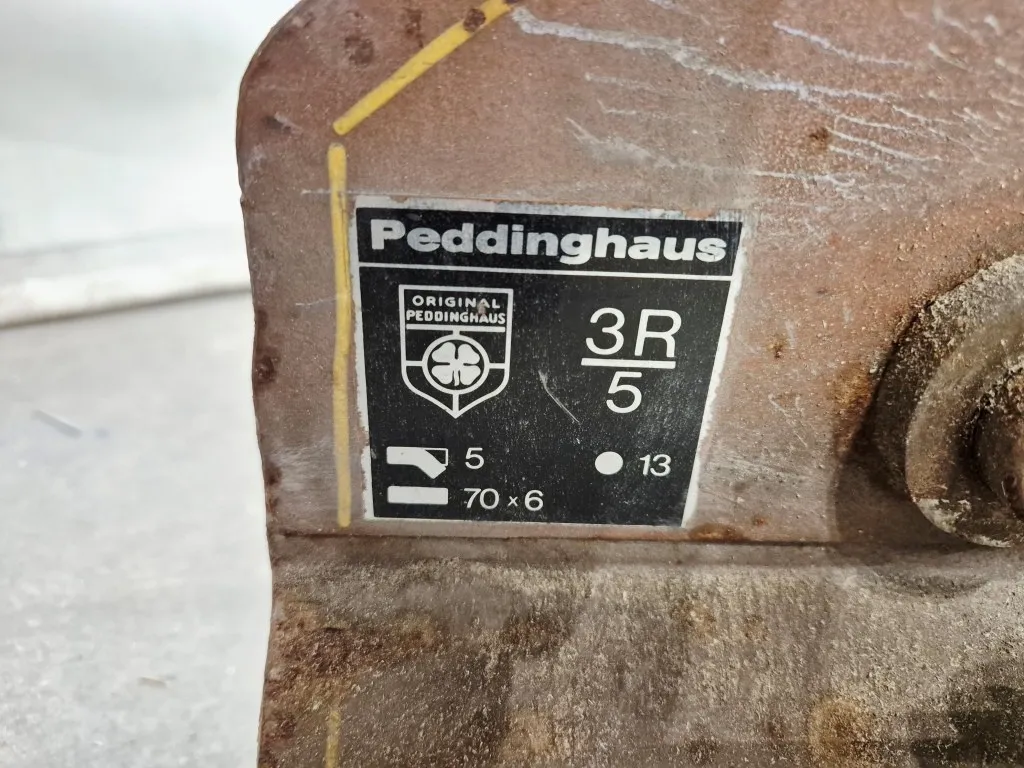 Peddinghaus
ORIGINAL
PEDDINGHAUS
3R
5
5
13
70 × 6